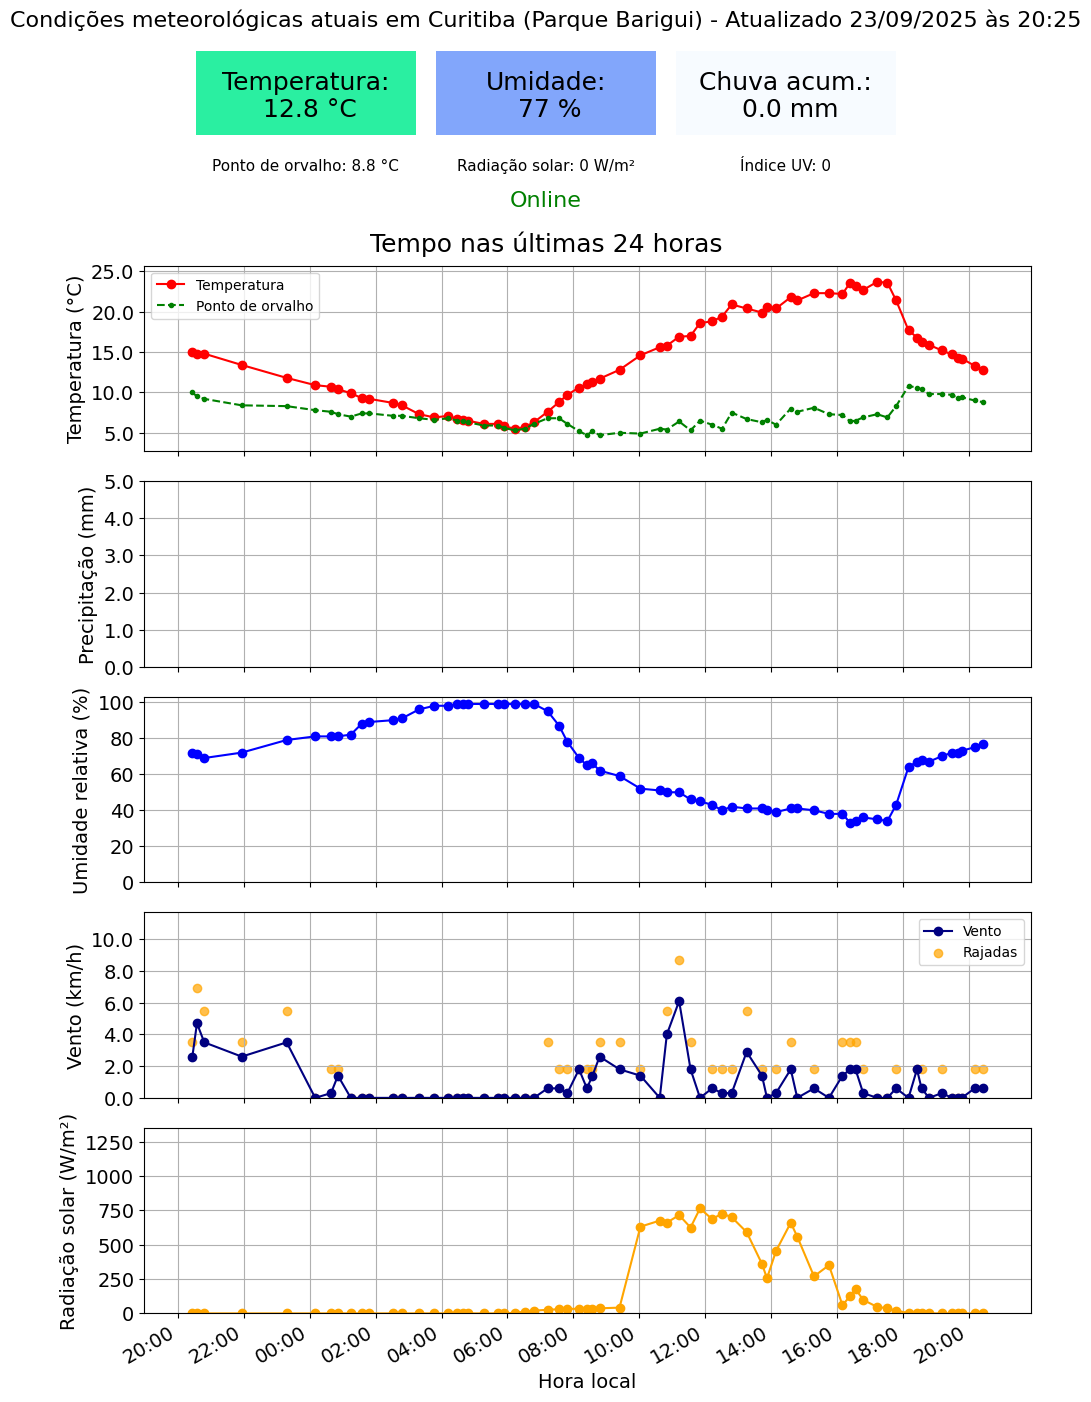 Condições meteorológicas atuais em Curitiba (Parque Barigui) - Atualizado 23/09/2025 às 20:25
Temperatura:
12.8 °C
Umidade:
77 %
Chuva acum.:
0.0 mm
Ponto de orvalho: 8.8 °C
Radiação solar: 0 W/m²
Índice UV: 0
Online
Tempo nas últimas 24 horas
Temperatura (°C)
25.0
20.0
15.0
10.0
5.0
Temperatura
Ponto de orvalho
Precipitação (mm)
5.0
4.0
3.0
2.0
1.0
0.0
Umidade relativa (%)
100
80
60
40
20
0
Vento (km/h)
10.0
8.0
6.0
4.0
2.0
0.0
Vento
Rajadas
Radiação solar (W/m²)
1250
1000
750
500
250
0
20:00
22:00
00:00
02:00
04:00
06:00
08:00
10:00
12:00
14:00
16:00
18:00
20:00
Hora local